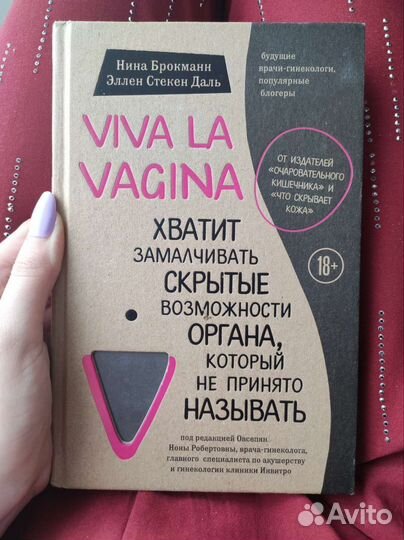 Нина Брокманн
Эллен Стекен Даль
будущие
врачи-гинекологи,
популярные
блогеры
VIVA LA
VAGINA
ОТ ИЗДАТЕЛЕЙ
«ОЧАРОВАТЕЛЬНОГО
КИШЕЧНИКА» И
«ЧТО СКРЫВАЕТ
КОЖА»
18+
ХВАТИТ
ЗАМАЛЧИВАТЬ
СКРЫТЫЕ
ВОЗМОЖНОСТИ
ОРГАНА,
КОТОРЫЙ
НЕ ПРИНЯТО
НАЗЫВАТЬ
под редакцией Овсепян
Ноны Робертовны, врача-гинеколога,
главного специалиста по акушерству
и гинекологии клиники Инвитро
Avito